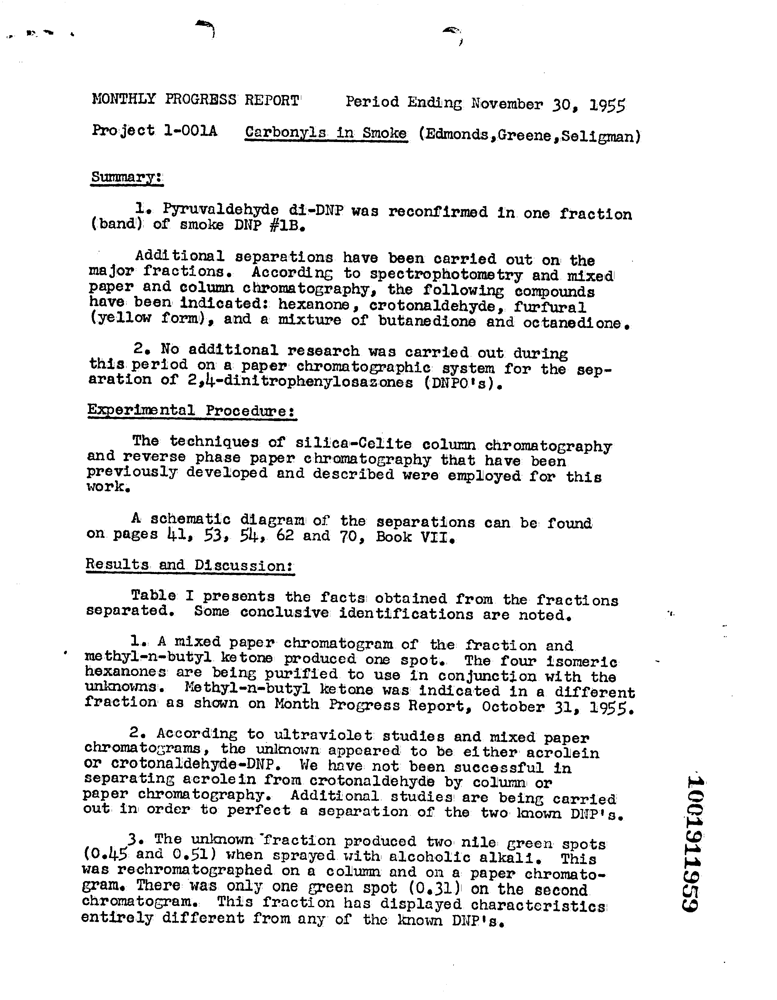 MONTHLY PROGRESS REPORT Period Ending November 30, 1955
Project 1-001A Carbonyls in Smoke (Edmonds,Greene,Seligman)
Summary:
1. Pyruvaldehyde di-DNP was reconfirmed in one fraction
(band) of smoke DNP #1B.
Additional separations have been carried out on the
major fractions. According to spectrophotometry and mixed
paper and column chromatography, the following compounds
have been indicated: hexanone, crotonaldehyde, furfural
(yellow form), and a mixture of butanedione and octanedione.
2. No additional research was carried out during
this period on a paper chromatographic system for the sep-
aration of 2,4-dinitrophenylosazones (DNPO's).
Experimental Procedure:
The techniques of silica-Celite column chromatography
and reverse phase paper chromatography that have been
previously developed and described were employed for this
work.
A schematic diagram of the separations can be found
on pages 41, 53, 54, 62 and 70, Book VII.
Results and Discussion:
Table I presents the facts obtained from the fractions
separated. Some conclusive identifications are noted.
1. A mixed paper chromatogram of the fraction and
methyl-n-butyl ketone produced one spot. The four isomeric
hexanones are being purified to use in conjunction with the
unknowns. Methyl-n-butyl ketone was indicated in a different
fraction as shown on Month Progress Report, October 31, 1955.
2. According to ultraviolet studies and mixed paper
chromatograms, the unknown appeared to be either acrolein
or crotonaldehyde-DNP. We have not been successful in
separating acrolein from crotonaldehyde by column or
paper chromatography. Additional studies are being carried
out in order to perfect a separation of the two known DNP's.
3. The unknown fraction produced two nile green spots
(0.45 and 0.51) when sprayed with alcoholic alkali. This
was rechromatographed on a column and on a paper chromato-
gram. There was only one green spot (0.31) on the second
chromatogram. This fraction has displayed characteristics
entirely different from any of the known DNP's.
1001911959